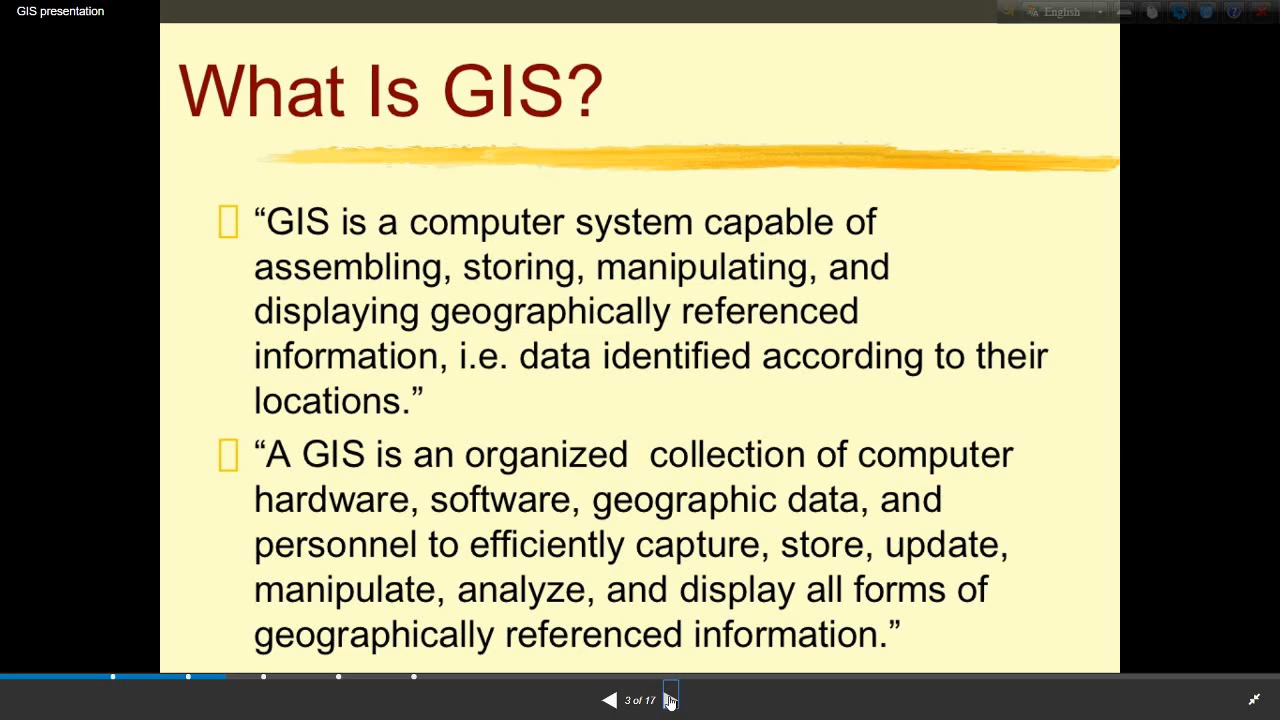 GIS presentation
English
What Is GIS?
“GIS is a computer system capable of
assembling, storing, manipulating, and
displaying geographically referenced
information, i.e. data identified according to their
locations.”
“A GIS is an organized  collection of computer
hardware, software, geographic data, and
personnel to efficiently capture, store, update,
manipulate, analyze, and display all forms of
geographically referenced information.”
3 of 17